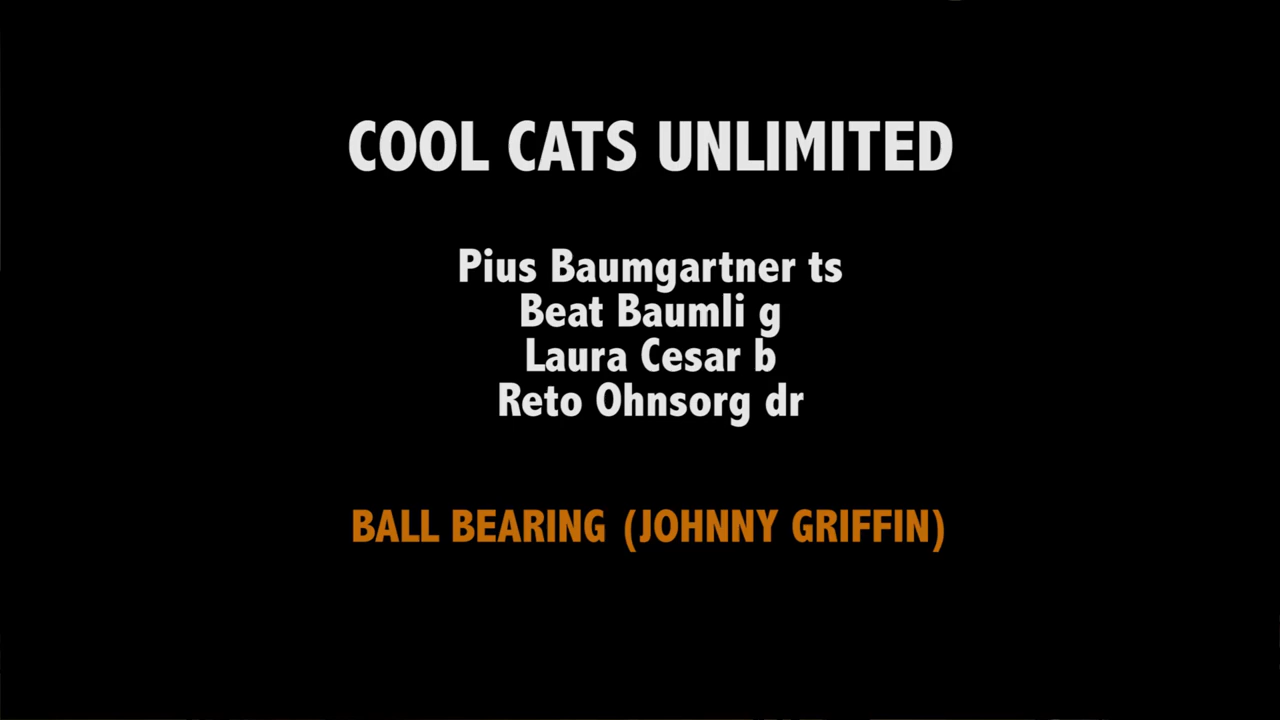 COOL CATS UNLIMITED
Pius Baumgartner ts
Beat Baumli g
Laura Cesar b
Reto Ohnsorg dr
BALL BEARING (JOHNNY GRIFFIN)